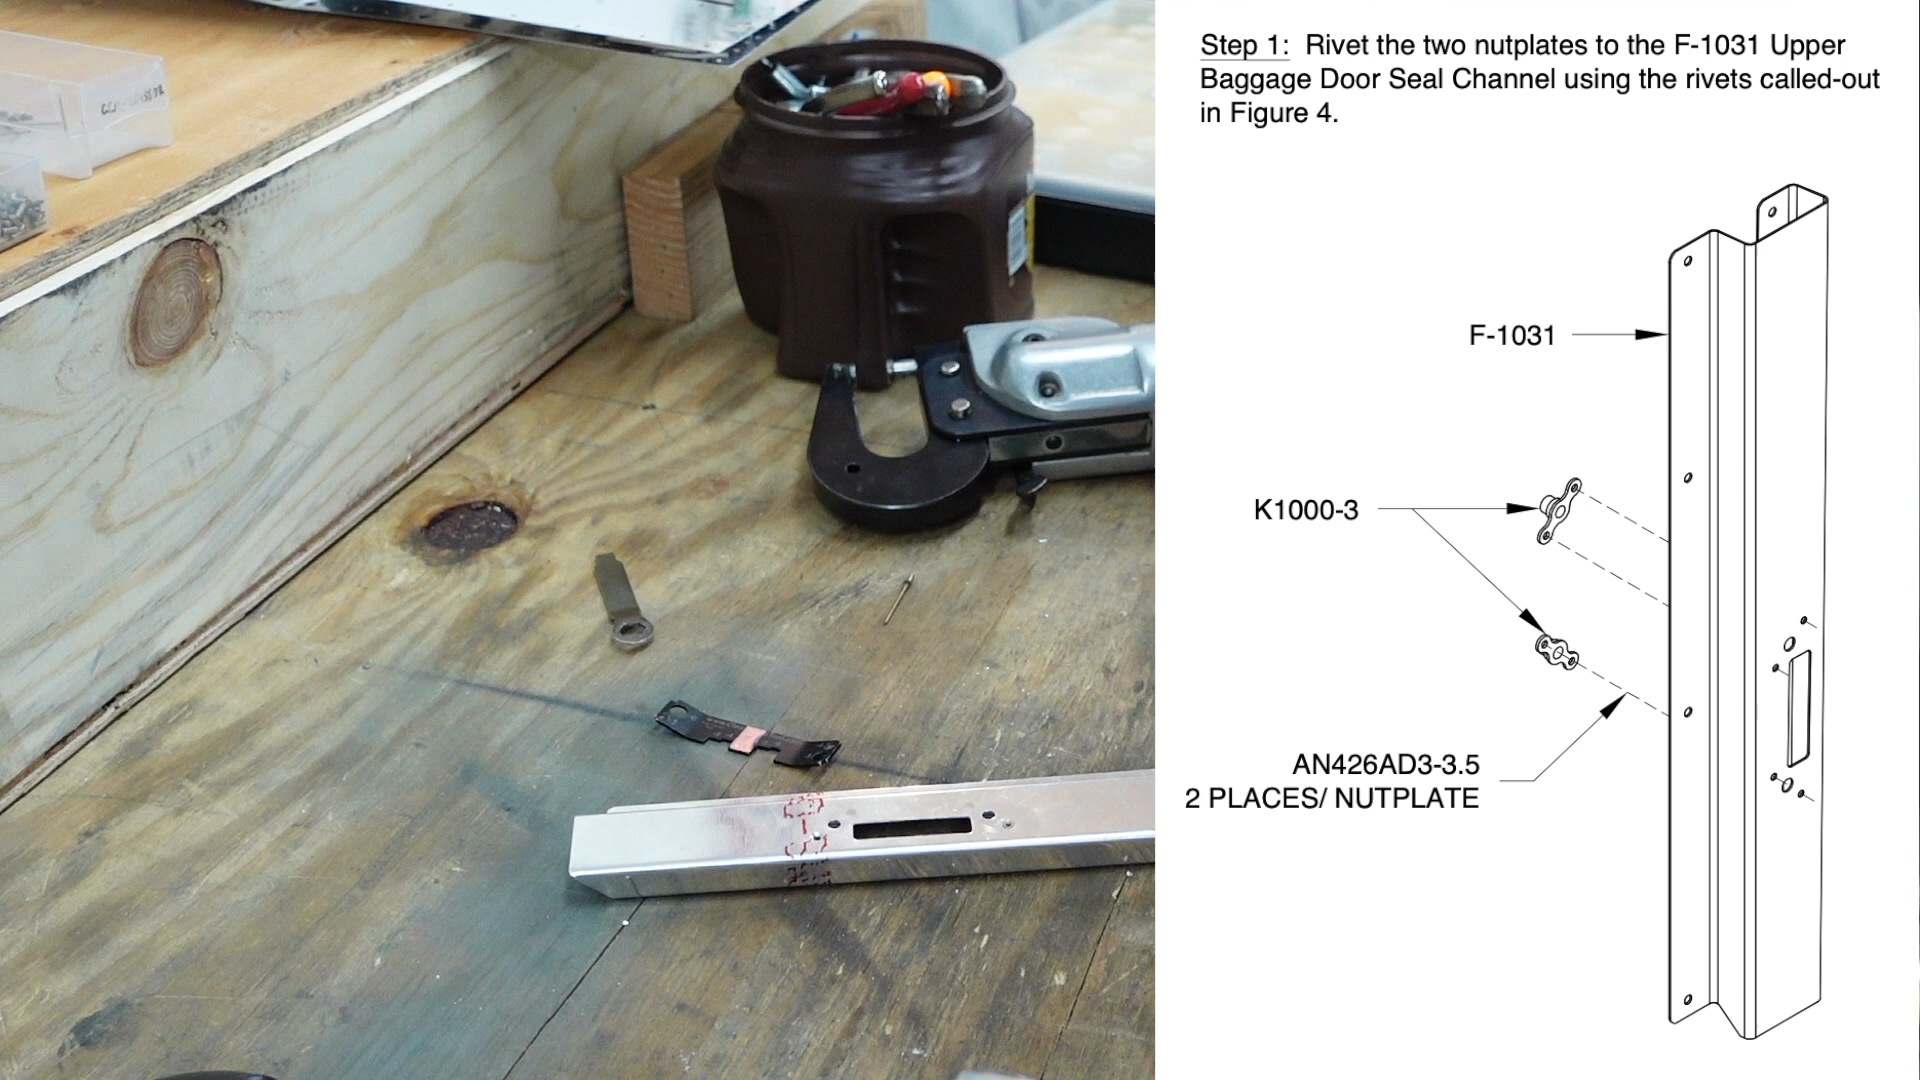 Step 1: Rivet the two nutplates to the F-1031 Upper
Baggage Door Seal Channel using the rivets called-out
in Figure 4.
F-1031
K1000-3
AN426AD3-3.5
2 PLACES/ NUTPLATE